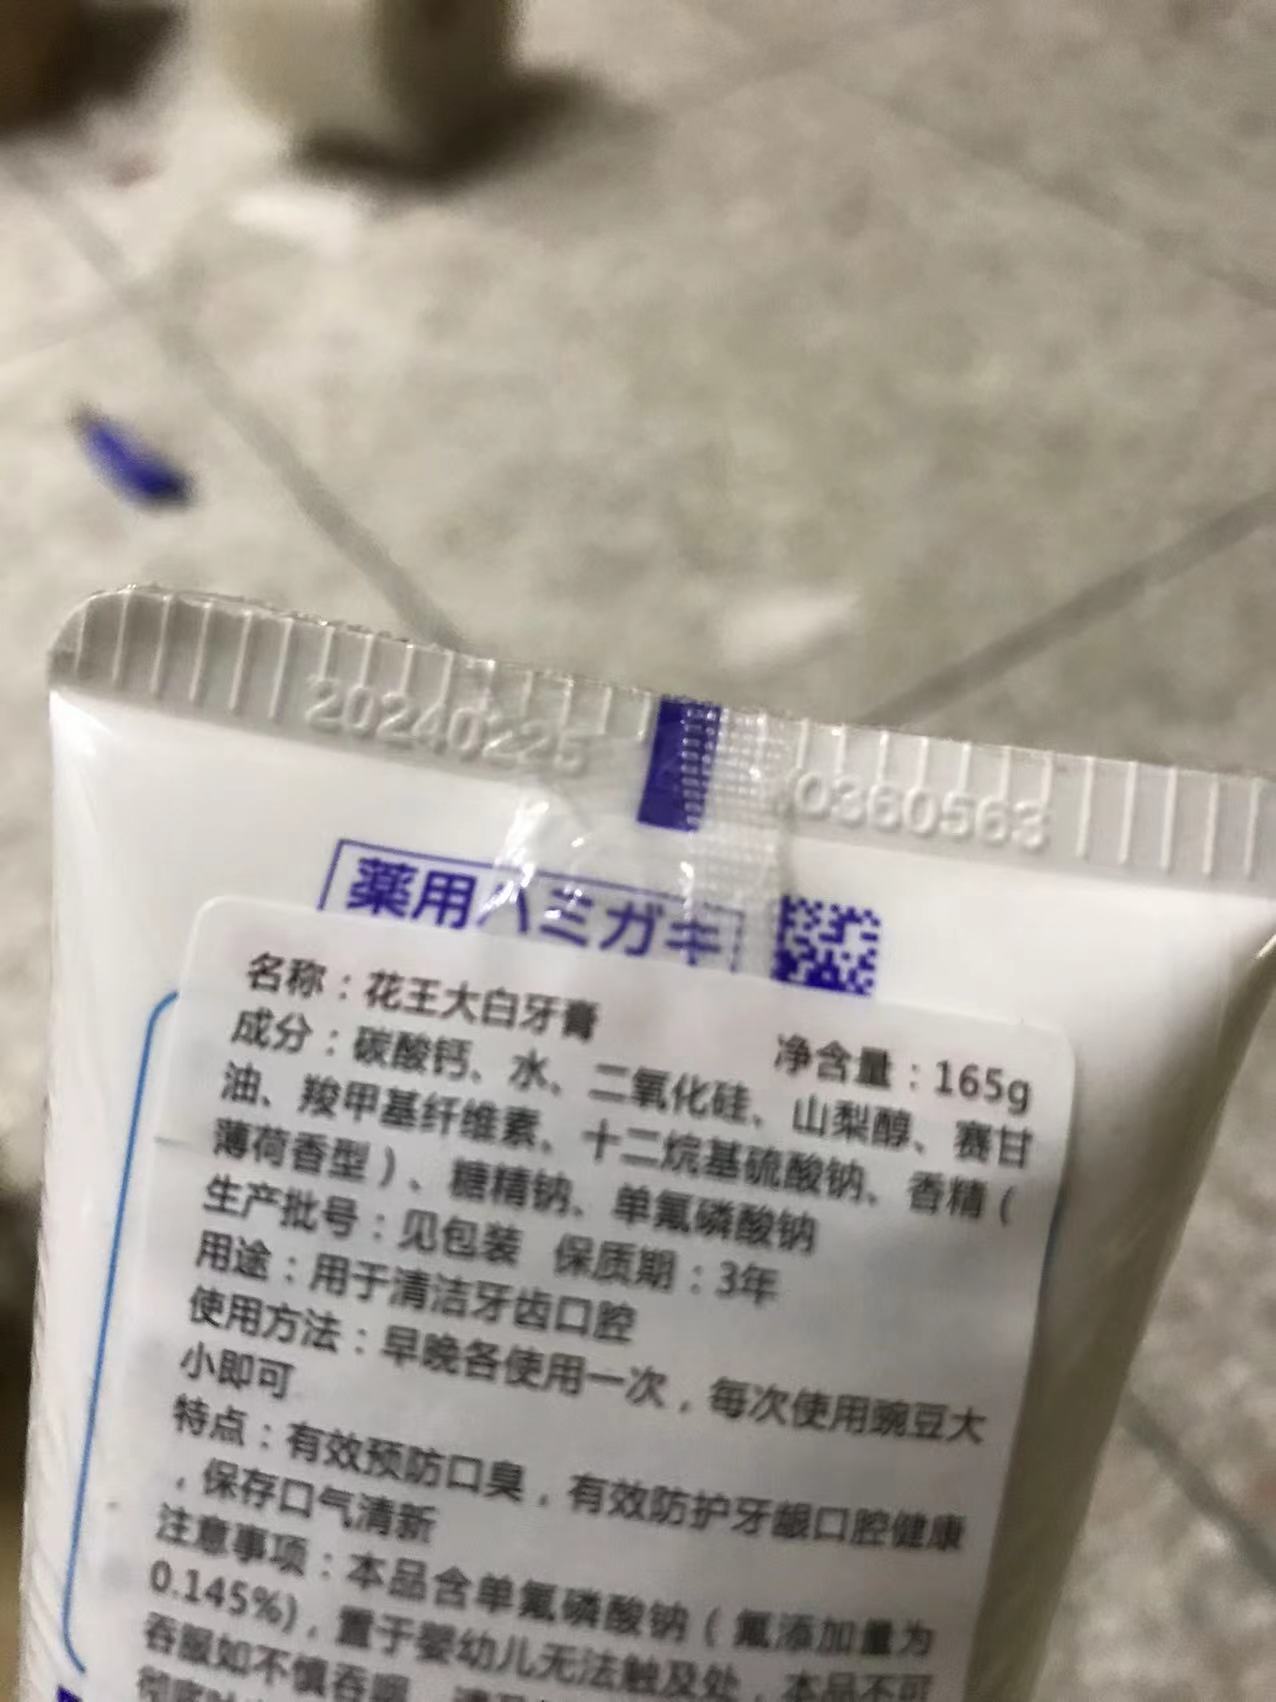 20240225
0360563
薬用ハミガキ
名称：花王大白牙膏
净含量：165g
成分：碳酸钙、水、二氧化硅、山梨醇、赛甘
油、羧甲基纤维素、十二烷基硫酸钠、香精（
薄荷香型）、糖精钠、单氟磷酸钠
生产批号：见包装 保质期：3年
用途：用于清洁牙齿口腔
使用方法：早晚各使用一次，每次使用豌豆大
小即可
特点：有效预防口臭，有效防护牙龈口腔健康
，保存口气清新
注意事项：本品含单氟磷酸钠（氟添加量为
0.145%)，置于婴幼儿无法触及处，本品不可
吞服如不慎吞服，请